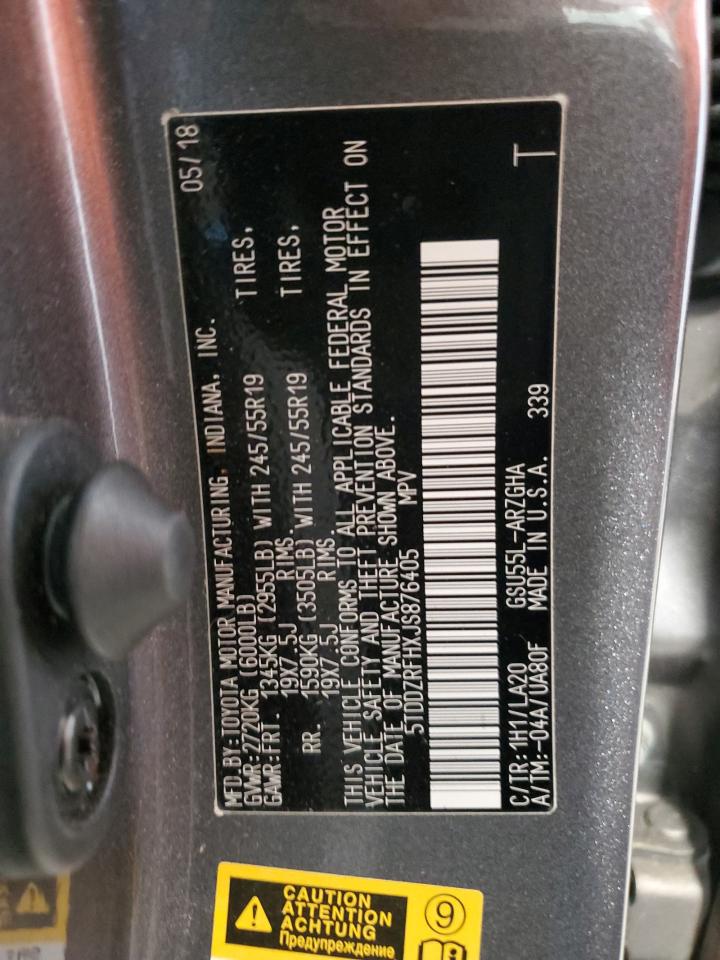 MFD.BY:TOYOTA MOTOR MANUFACTURING, INDIANA, INC. 05/18
GVWR:2720KG (6000LB)
GAWR:FRT. 1345KG (2955LB) WITH 245/55R19 TIRES,
19X7.5J RIMS.
RR. 1590KG (3505LB) WITH 245/55R19 TIRES,
19X7.5J RIMS.
THIS VEHICLE CONFORMS TO ALL APPLICABLE FEDERAL MOTOR
VEHICLE SAFETY AND THEFT PREVENTION STANDARDS IN EFFECT ON
THE DATE OF MANUFACTURE SHOWN ABOVE.
5TDDZRFHXJS876405 MPV
C/TR:1H1/LA20 GSU55L-ARZGHA T
A/TM:-04A/UA80F MADE IN U.S.A. 339
CAUTION
ATTENTION
ACHTUNG
Предупреждение
9